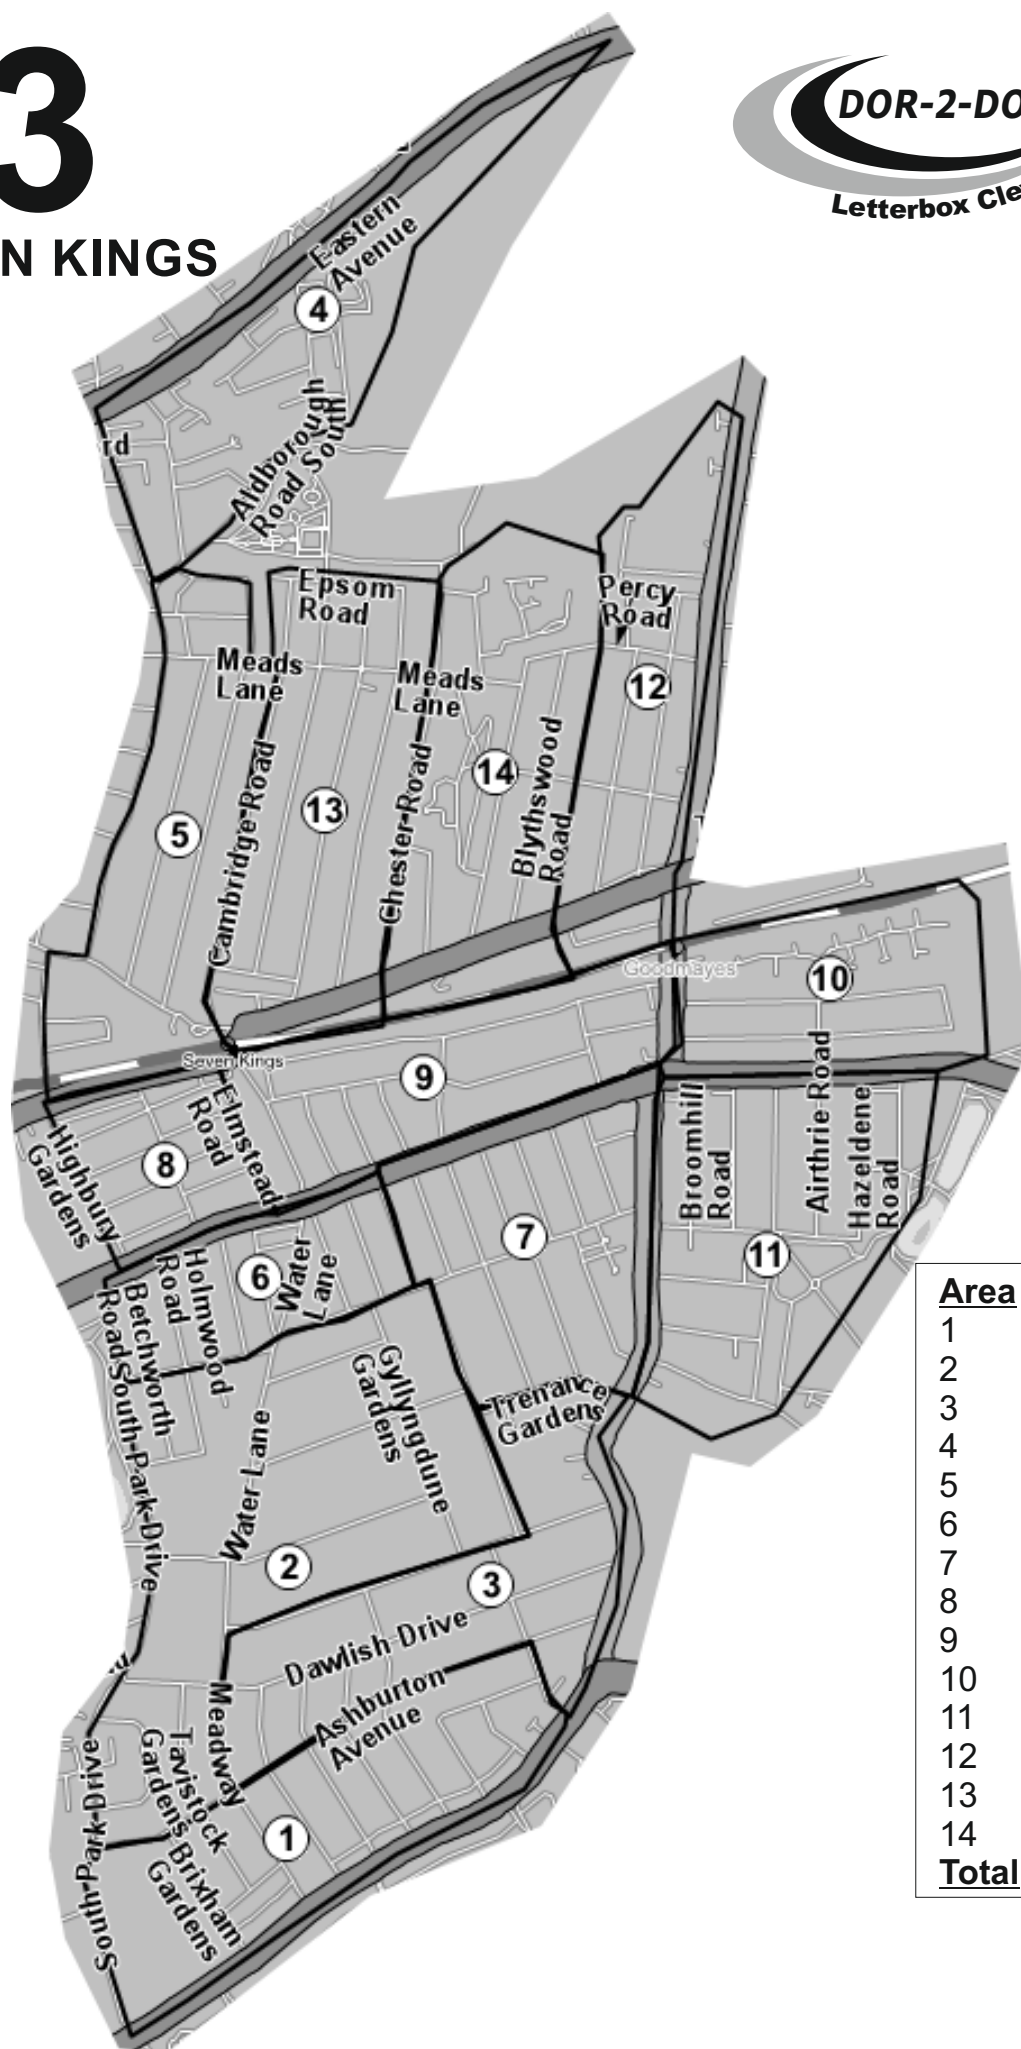 3
N KINGS
DOR-2-DO
Letterbox Cle
Eastern
Avenue
4
rd
Aldborough
Road South
Epsom
Road
Percy
Road
Meads
Lane
Meads
Lane
12
14
13
5
Blythswood
Road
Cambridge Road
Chester Road
Goodmayes
10
Seven Kings
9
Elmstead
Road
Airthrie Road
Broomhill
Road
Hazeldene
Road
Highbury
Gardens
8
7
11
6
Water
Lane
Holmwood
Road
Betchworth
Road
South Park Drive
Gyllyngdune
Gardens
Trerrance
Gardens
Water Lane
2
3
Dawlish Drive
Ashburton
Avenue
Meadway
Tavistock
Gardens
South Park Drive
1
Brixham
Gardens
Area
1
2
3
4
5
6
7
8
9
10
11
12
13
14
Total